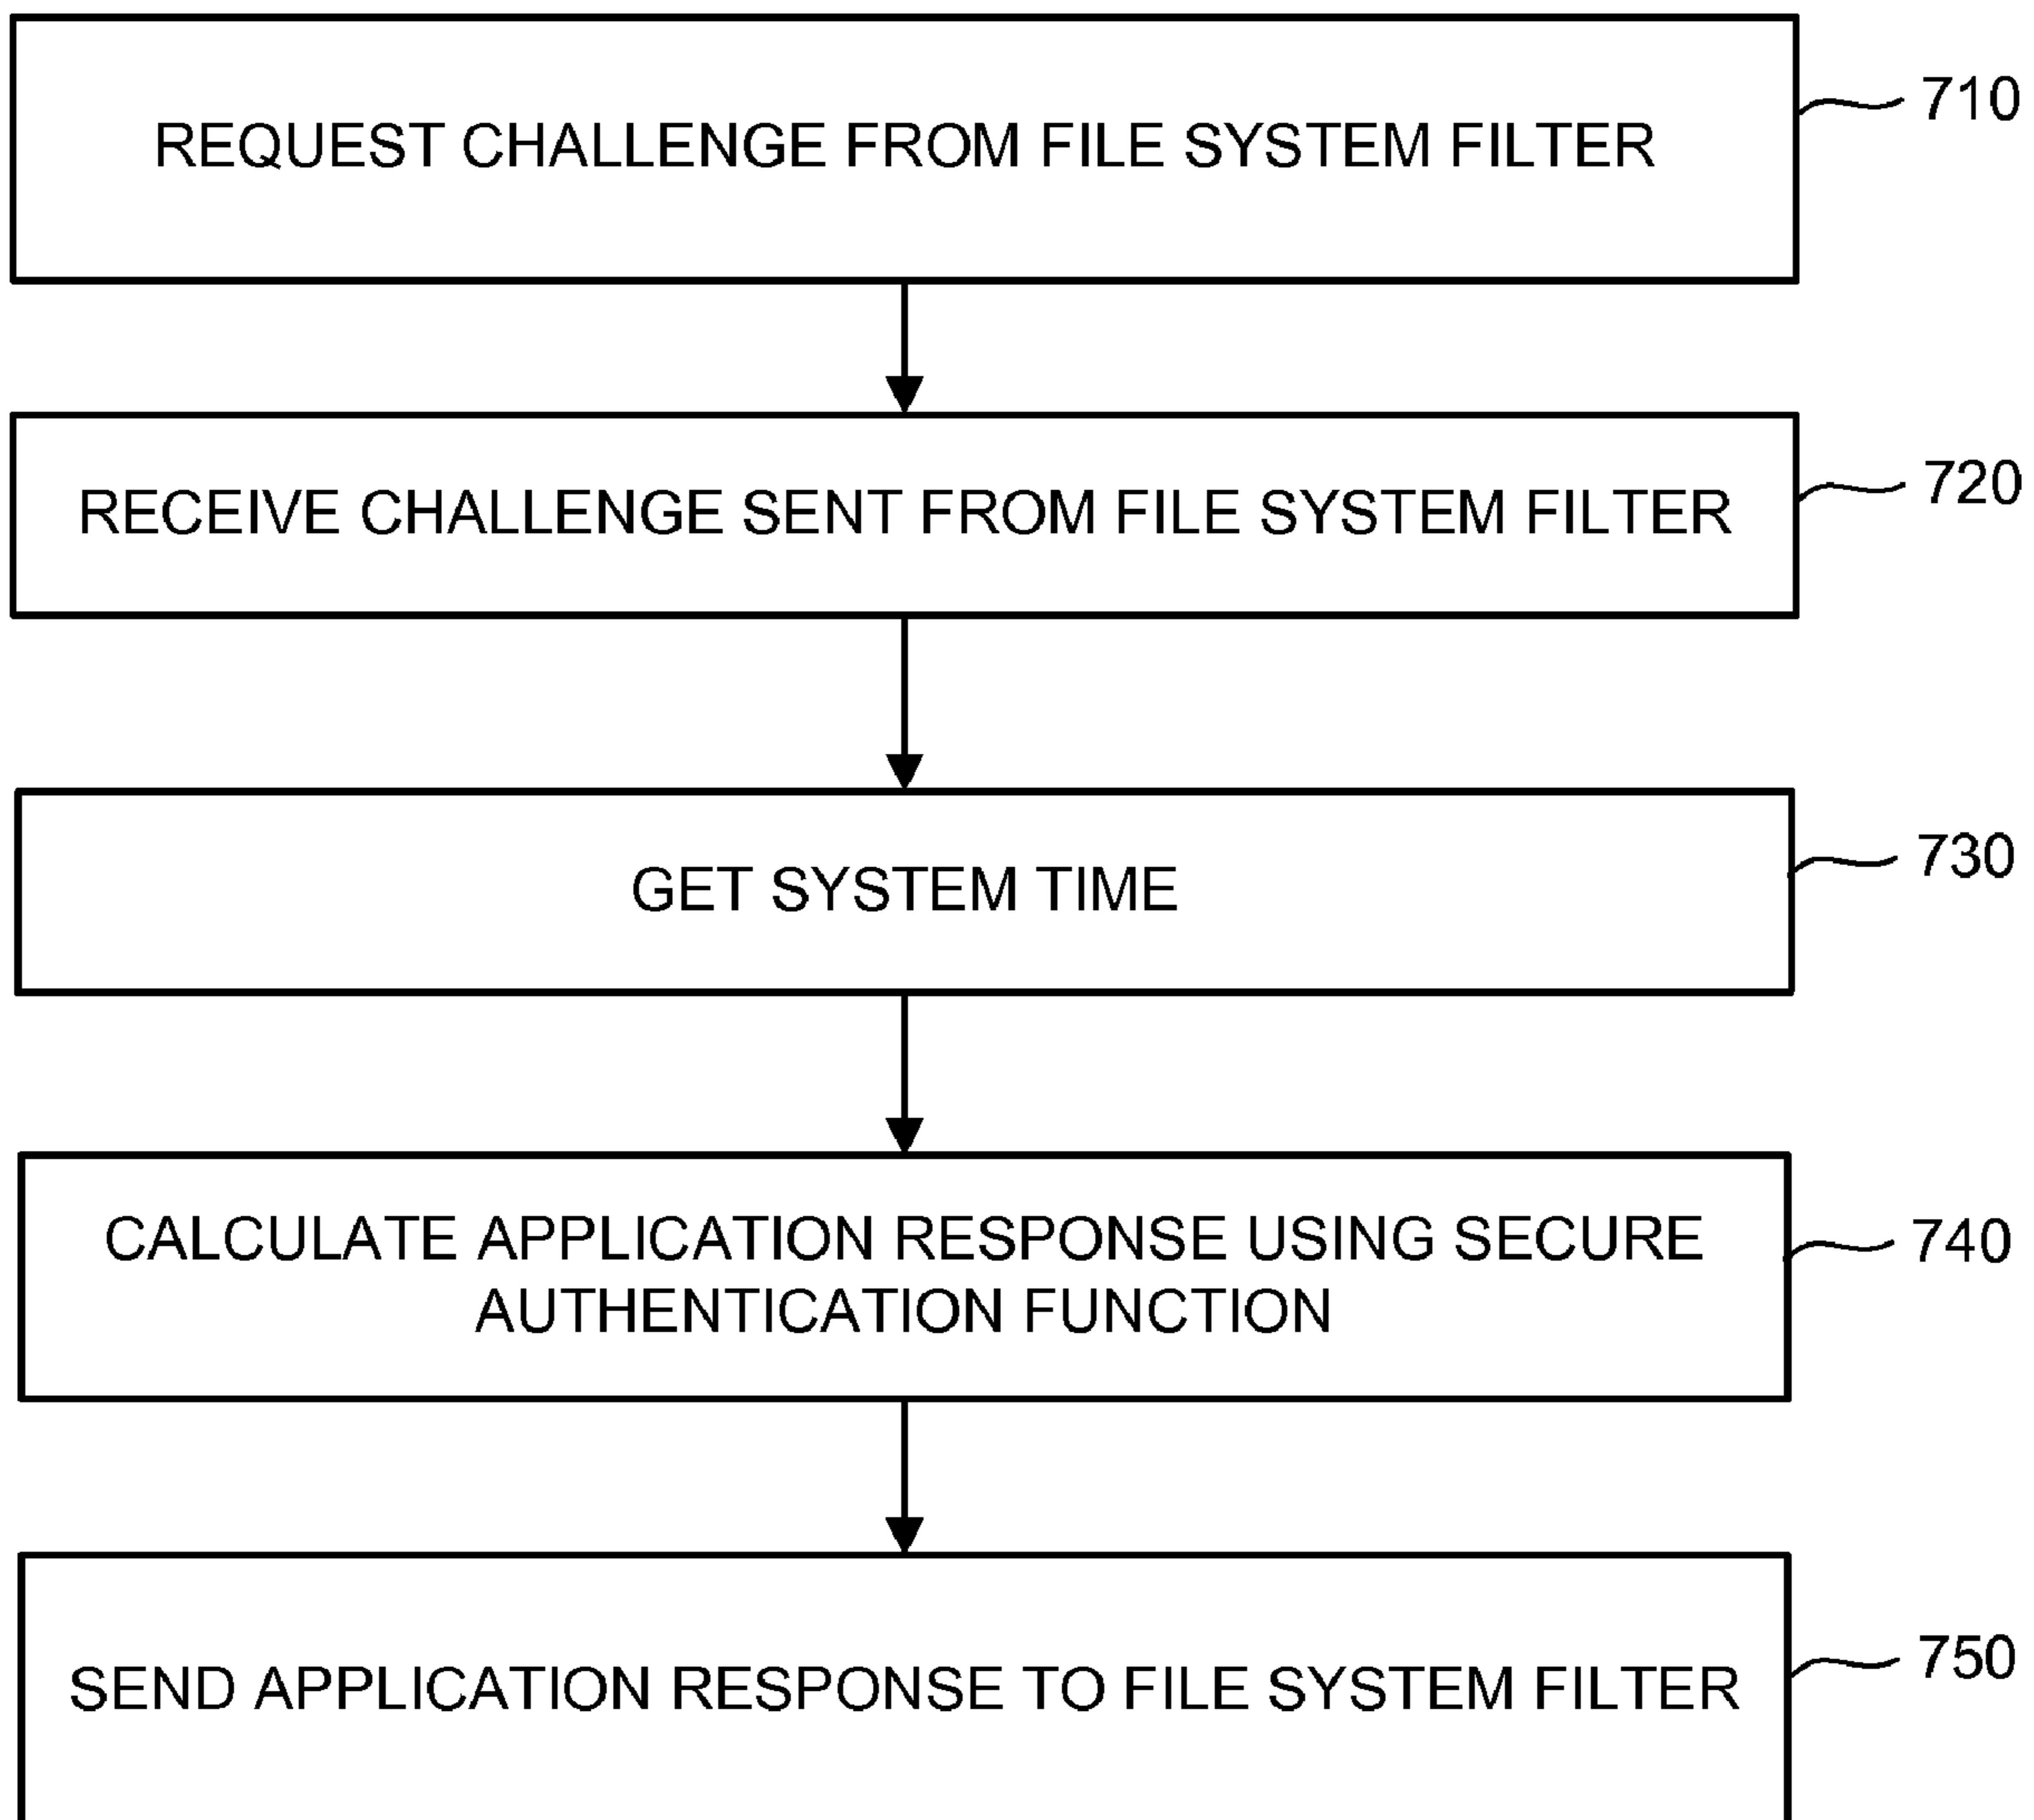 REQUEST CHALLENGE FROM FILE SYSTEM FILTER
710
RECEIVE CHALLENGE SENT FROM FILE SYSTEM FILTER
720
GET SYSTEM TIME
730
CALCULATE APPLICATION RESPONSE USING SECURE
AUTHENTICATION FUNCTION
740
SEND APPLICATION RESPONSE TO FILE SYSTEM FILTER
750